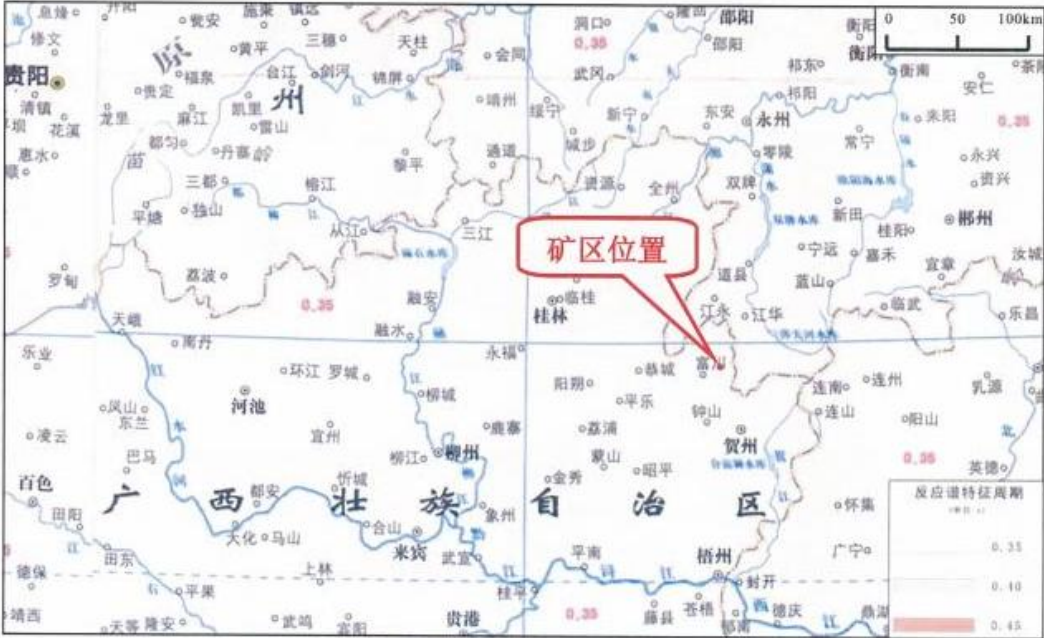 息烽
开阳
瓮安
施秉
镇远
洞口
隆回
邵阳
衡阳
0 50 100km
修文
黄平
三穗
天柱
会同
0.35
邵阳
祁东
衡阳
原
贵阳
福泉
台江
剑河
锦屏
武冈
衡南
安仁
茶陵
清镇
贵定
州
靖州
绥宁
祁阳
花溪
龙里
麻江
凯里
雷山
新宁
东安
永州
常宁
耒阳
0.35
惠水
都匀
丹寨
岭
黎平
通道
城步
零陵
永兴
苗
三都
榕江
资源
全州
双牌
资兴
平塘
独山
从江
三江
新田
桂阳
郴州
宁远
嘉禾
矿区位置
罗甸
荔波
0.35
融安
临桂
桂林
道县
蓝山
宜章
汝城
江永
江华
临武
乐昌
天峨
南丹
融水
永福
乐业
环江
罗城
柳城
阳朔
恭城
富川
连南
连州
乳源
凤山
东兰
河池
平乐
钟山
连山
阳山
凌云
宜州
鹿寨
荔浦
贺州
巴马
柳江
柳州
蒙山
昭平
0.35
英德
百色
忻城
金秀
广西壮族自治区
都安
象州
怀集
反应谱特征周期
田阳
大化
马山
合山
来宾
武宣
平南
梧州
广宁
0.35
田东
德保
上林
桂平
封开
0.40
平果
靖西
天等
隆安
武鸣
宾阳
贵港
0.35
藤县
苍梧
郁南
德庆
西
江
鼎湖
0.45